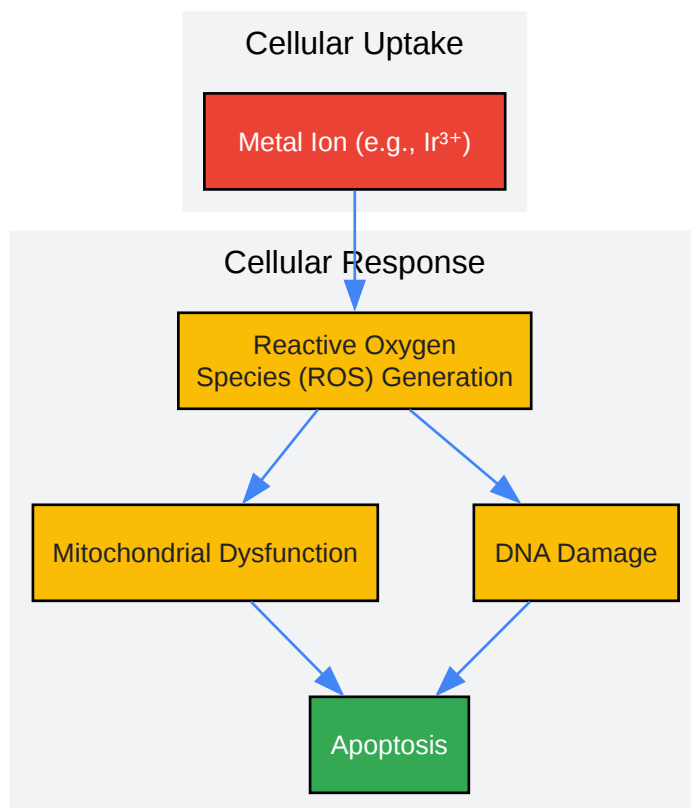 Cellular Uptake
Metal Ion (e.g., Ir³⁺)
Cellular Response
Reactive Oxygen
Species (ROS) Generation
Mitochondrial Dysfunction
DNA Damage
Apoptosis